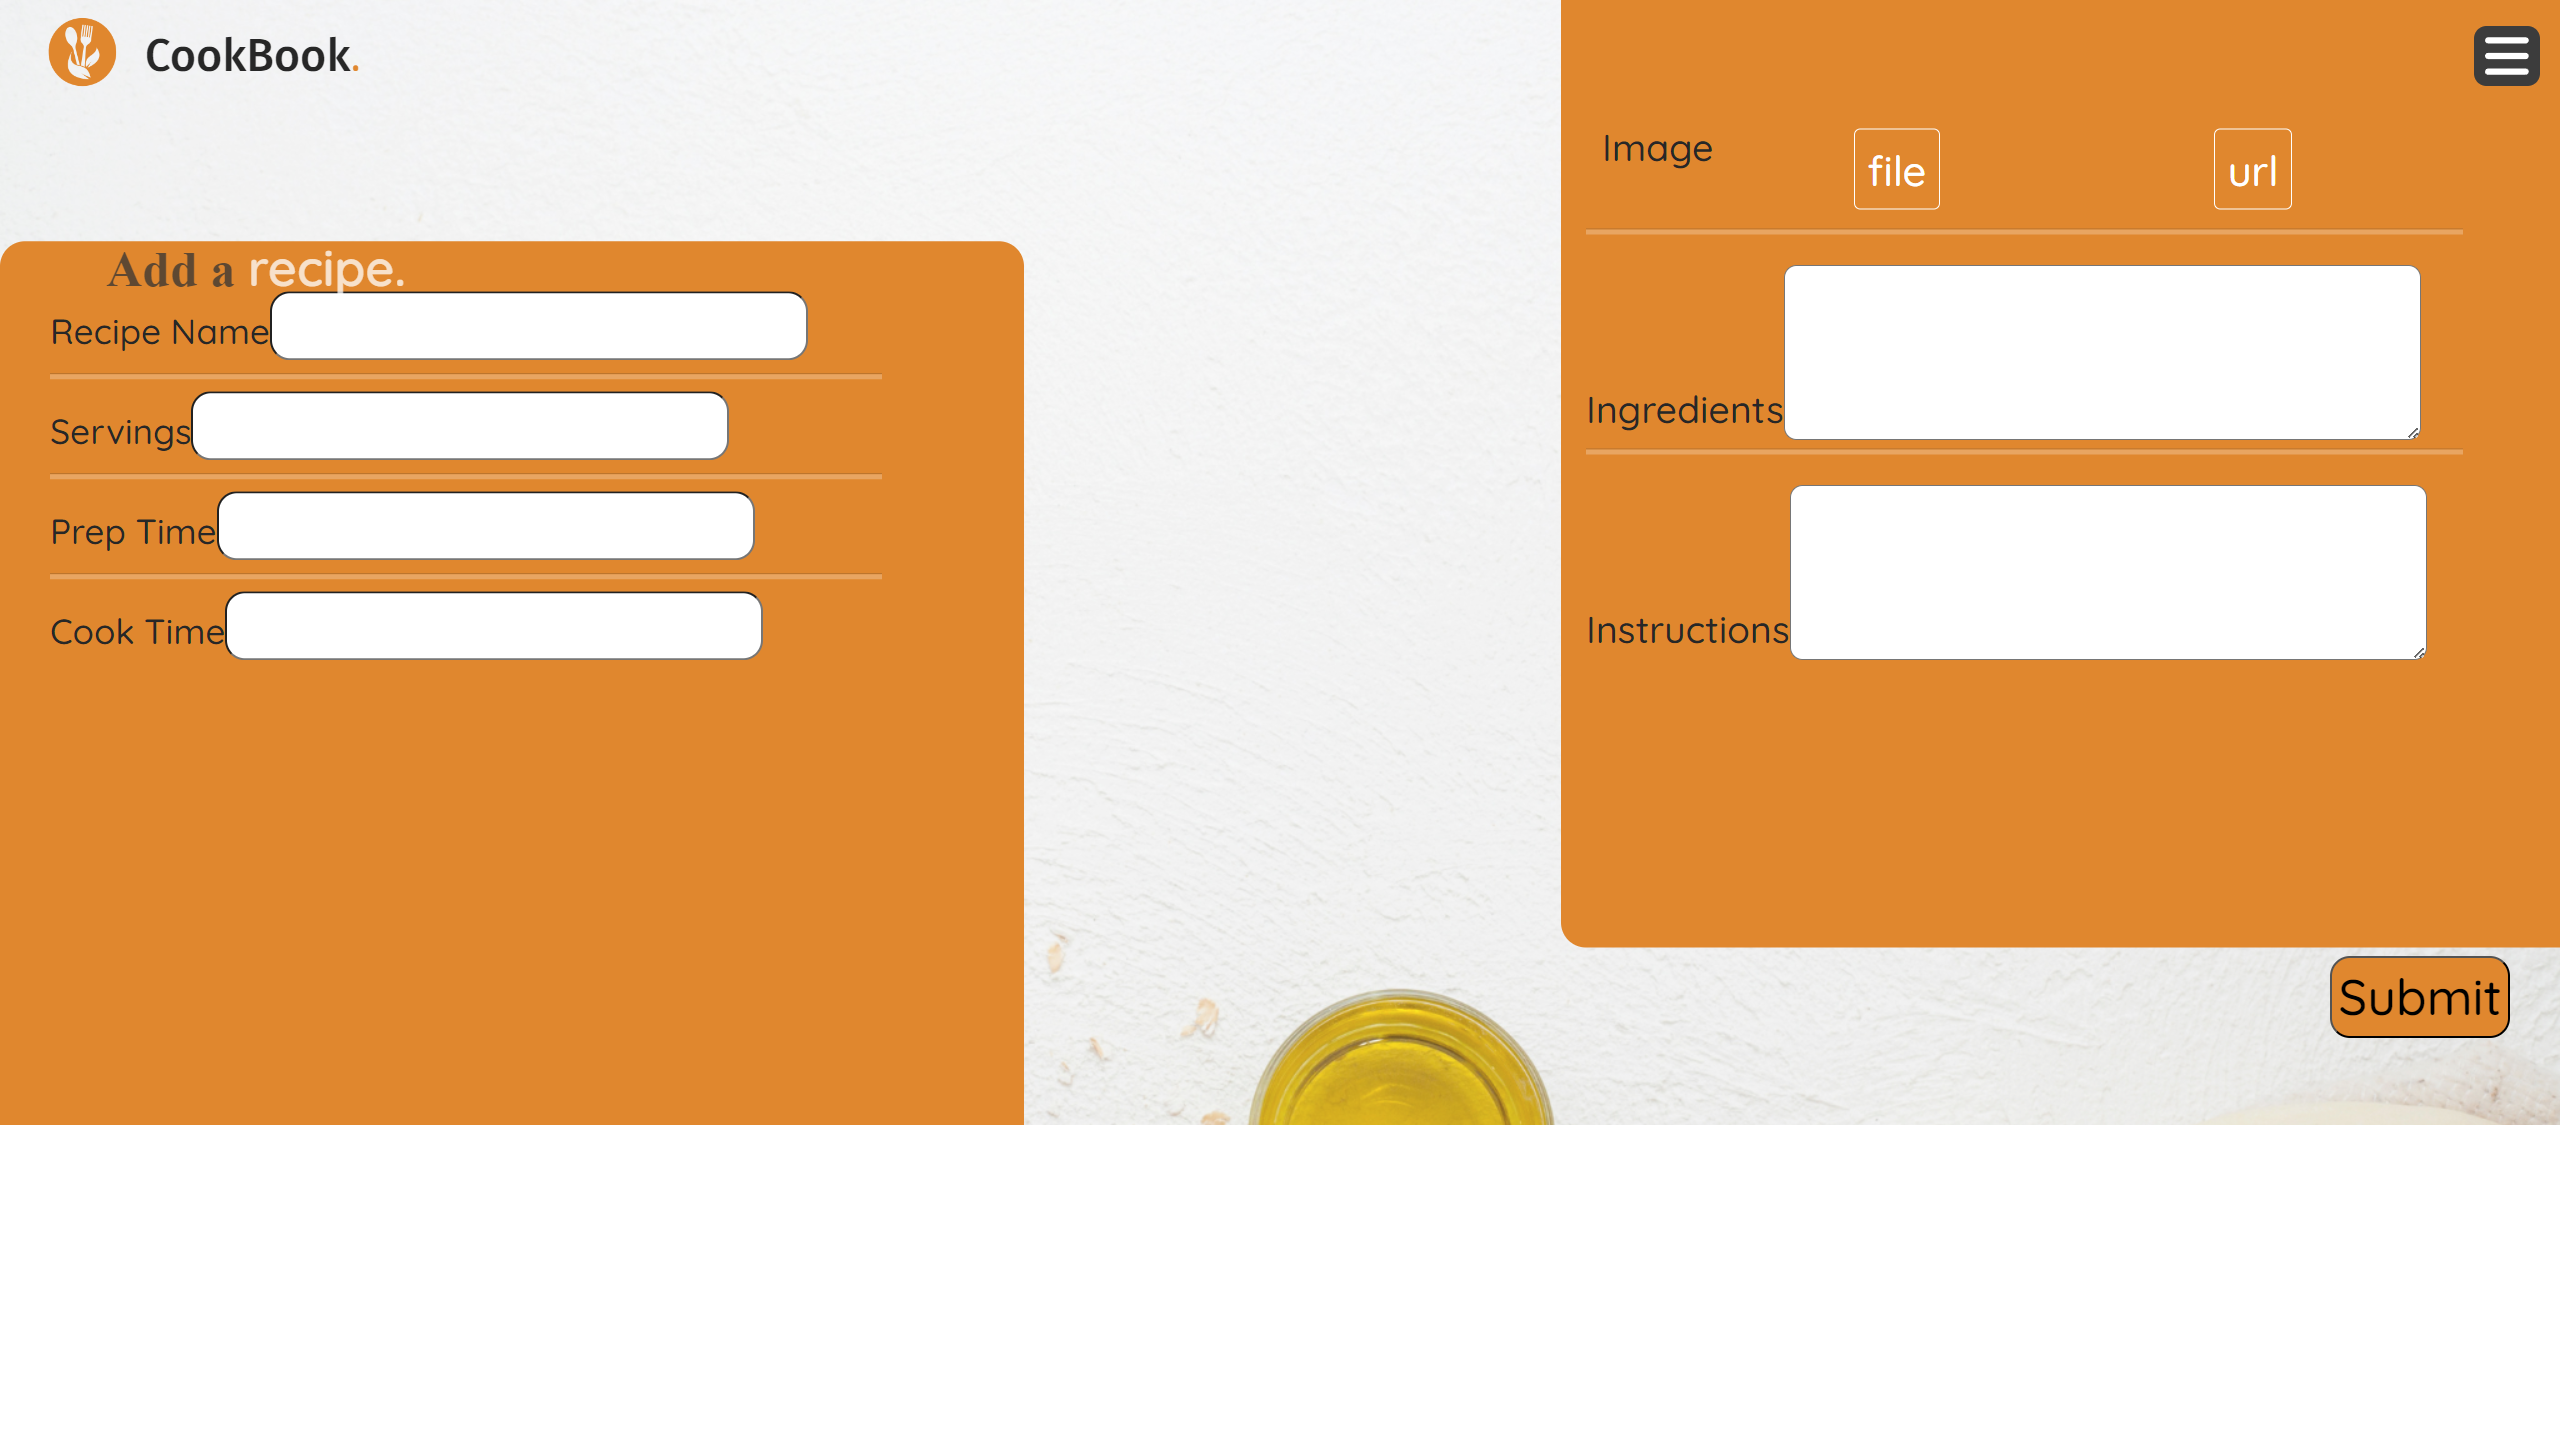 CookBook.
Add a recipe.
Recipe Name
Servings
Prep Time
Cook Time
Image
file
url
Ingredients
Instructions
Submit